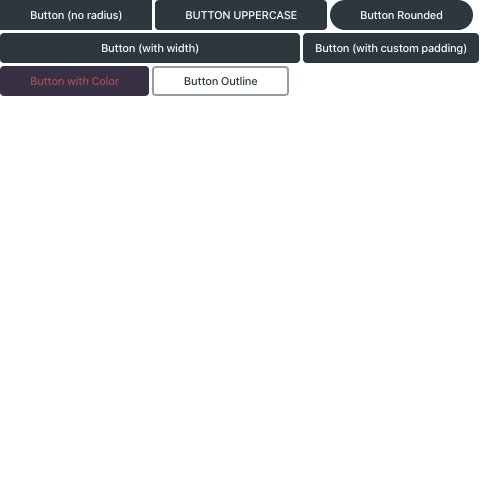 Button (no radius)
BUTTON UPPERCASE
Button Rounded
Button (with width)
Button (with custom padding)
Button with Color
Button Outline